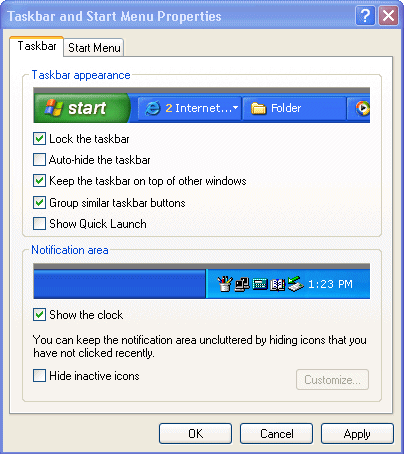 Taskbar and Start Menu Properties
Taskbar
Start Menu
Taskbar appearance
start
2 Internet...
Folder
Lock the taskbar
Auto-hide the taskbar
Keep the taskbar on top of other windows
Group similar taskbar buttons
Show Quick Launch
Notification area
1:23 PM
Show the clock
You can keep the notification area uncluttered by hiding icons that you
have not clicked recently.
Hide inactive icons
Customize...
OK
Cancel
Apply